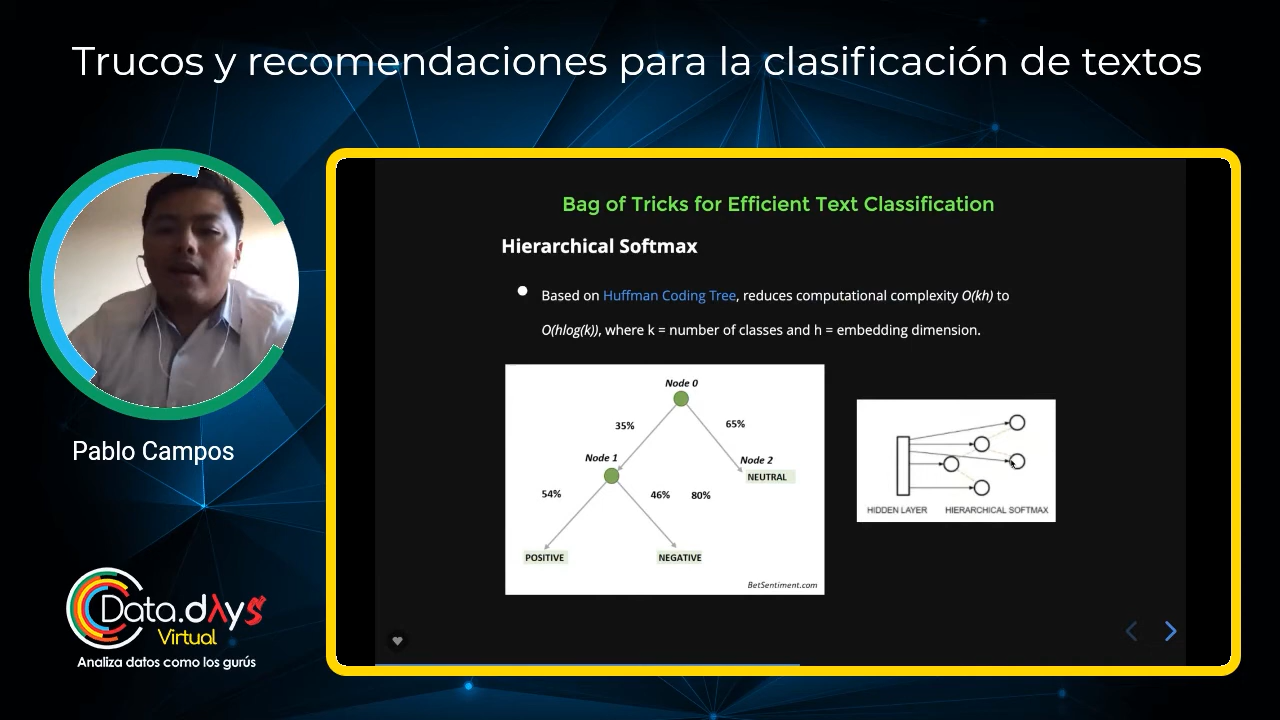 Trucos y recomendaciones para la clasificación de textos
Bag of Tricks for Efficient Text Classification
Hierarchical Softmax
Based on Huffman Coding Tree, reduces computational complexity O(kh) to
O(hlog(k)), where k = number of classes and h = embedding dimension.
Node 0
35%
65%
Node 1
Node 2
NEUTRAL
54%
46%
80%
POSITIVE
NEGATIVE
BetSentiment.com
HIDDEN LAYER
HIERARCHICAL SOFTMAX
Pablo Campos
Data.dλys
Virtual
Analiza datos como los gurús